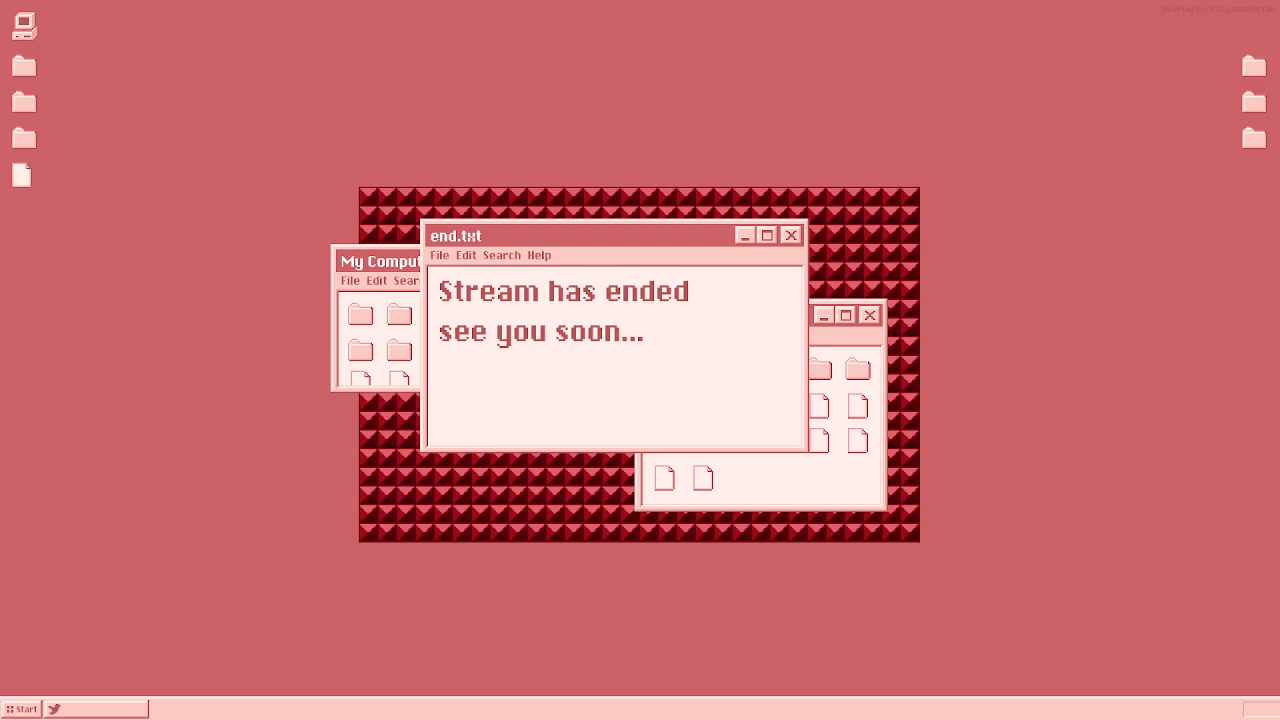 end.txt
File Edit Search Help
Stream has ended
see you soon...
My Comput
File Edit Sear
Start